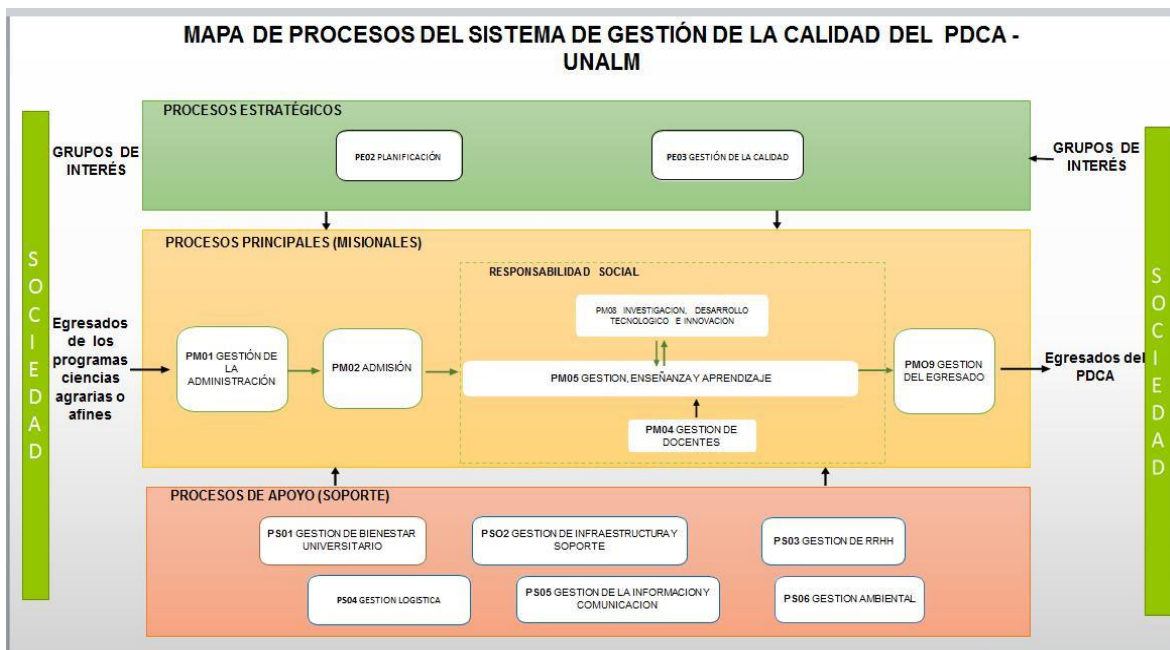 MAPA DE PROCESOS DEL SISTEMA DE GESTIÓN DE LA CALIDAD DEL PDCA -
UNALM
PROCESOS ESTRATÉGICOS
GRUPOS DE
INTERÉS
PE02 PLANIFICACIÓN
PE03 GESTIÓN DE LA CALIDAD
GRUPOS DE
INTERÉS
SOCIEDAD
PROCESOS PRINCIPALES (MISIONALES)
RESPONSABILIDAD SOCIAL
Egresados
de los
programas
ciencias
agrarias o
afines
PM01 GESTIÓN DE
LA
ADMINISTRACIÓN
PM02 ADMISIÓN
PM08 INVESTIGACION, DESARROLLO
TECNOLOGICO E INNOVACION
PM05 GESTION, ENSEÑANZA Y APRENDIZAJE
PM04 GESTION DE
DOCENTES
PMO9 GESTION
DEL EGRESADO
Egresados del
PDCA
SOCIEDAD
PROCESOS DE APOYO (SOPORTE)
PS01 GESTION DE BIENESTAR
UNIVERSITARIO
PSO2 GESTION DE INFRAESTRUCTURA Y
SOPORTE
PS03 GESTION DE RRHH
PS04 GESTION LOGISTICA
PS05 GESTION DE LA INFORMACION Y
COMUNICACION
PS06 GESTION AMBIENTAL